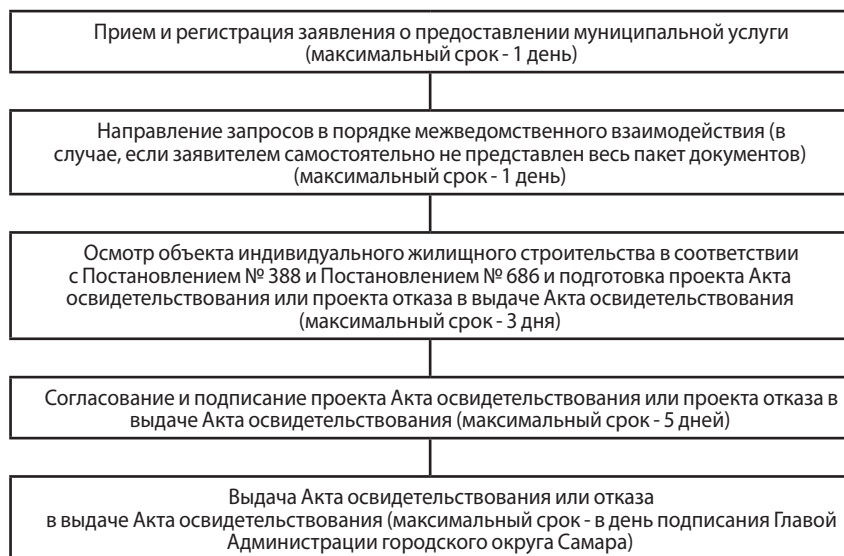 Прием и регистрация заявления о предоставлении муниципальной услуги
(максимальный срок - 1 день)
Направление запросов в порядке межведомственного взаимодействия (в
случае, если заявителем самостоятельно не представлен весь пакет документов)
(максимальный срок - 1 день)
Осмотр объекта индивидуального жилищного строительства в соответствии
с Постановлением № 388 и Постановлением № 686 и подготовка проекта Акта
освидетельствования или проекта отказа в выдаче Акта освидетельствования
(максимальный срок - 3 дня)
Согласование и подписание проекта Акта освидетельствования или проекта отказа в
выдаче Акта освидетельствования (максимальный срок - 5 дней)
Выдача Акта освидетельствования или отказа
в выдаче Акта освидетельствования (максимальный срок - в день подписания Главой
Администрации городского округа Самара)